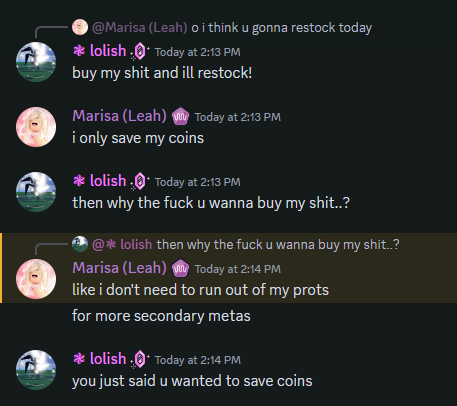 @Marisa (Leah) o i think u gonna restock today
lolish Today at 2:13 PM
buy my shit and ill restock!
Marisa (Leah) Today at 2:13 PM
i only save my coins
lolish Today at 2:13 PM
then why the fuck u wanna buy my shit..?
@❃ lolish then why the fuck u wanna buy my shit..?
Marisa (Leah) Today at 2:14 PM
like i don't need to run out of my prots
for more secondary metas
lolish Today at 2:14 PM
you just said u wanted to save coins